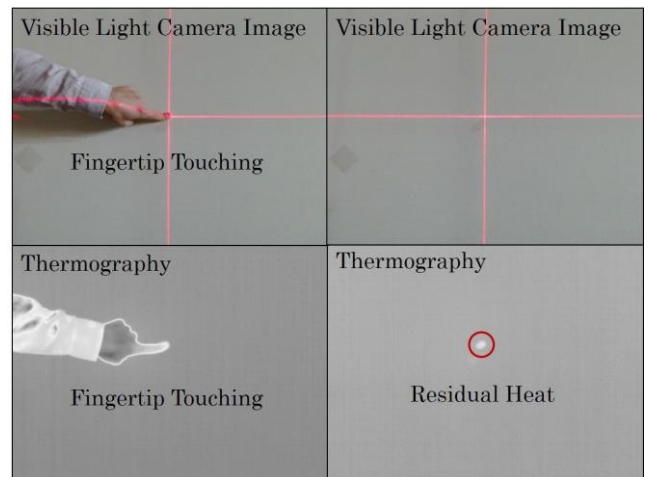 Visible Light Camera Image
Visible Light Camera Image
Fingertip Touching
Thermography
Thermography
Fingertip Touching
Residual Heat